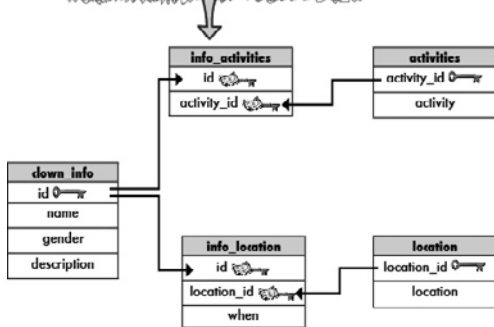 info_activities
id
activity_id
activities
activity_id
activity
clown_info
id
name
gender
description
info_location
id
location_id
when
location
location_id
location